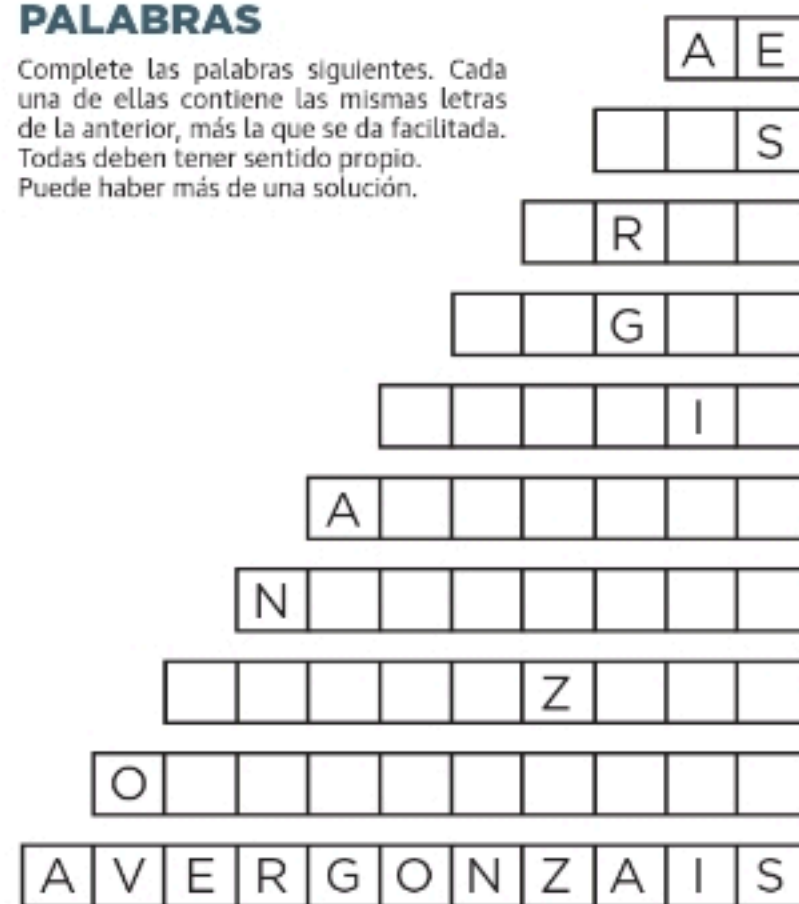 PALABRAS
Complete las palabras siguientes. Cada
una de ellas contiene las mismas letras
de la anterior, más la que se da facilitada.
Todas deben tener sentido propio.
Puede haber más de una solución.
A E
S
R
G
I
A
N
Z
O
A V E R G O N Z A I S